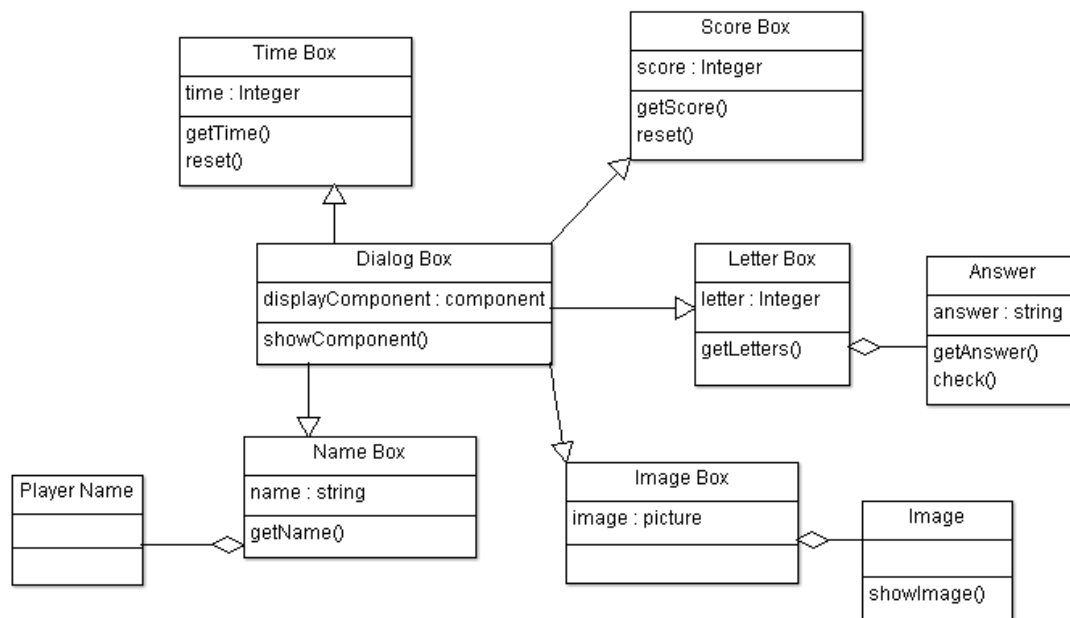 Time Box
time : Integer
getTime()
reset()
Score Box
score : Integer
getScore()
reset()
Dialog Box
displayComponent : component
showComponent()
Letter Box
letter : Integer
getLetters()
Answer
answer : string
getAnswer()
check()
Name Box
name : string
getName()
Player Name
Image Box
image : picture
Image
showImage()